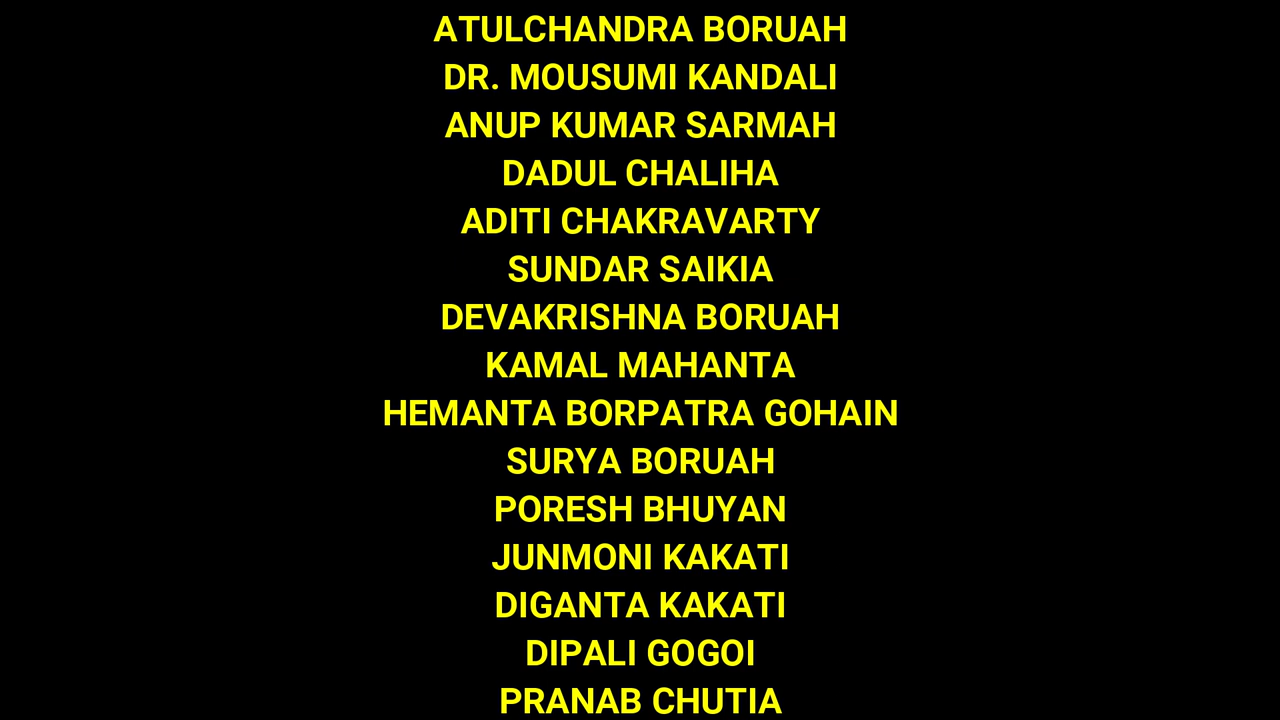 ATULCHANDRA BORUAH
DR. MOUSUMI KANDALI
ANUP KUMAR SARMAH
DADUL CHALIHA
ADITI CHAKRAVARTY
SUNDAR SAIKIA
DEVAKRISHNA BORUAH
KAMAL MAHANTA
HEMANTA BORPATRA GOHAIN
SURYA BORUAH
PORESH BHUYAN
JUNMONI KAKATI
DIGANTA KAKATI
DIPALI GOGOI
PRANAB CHUTIA